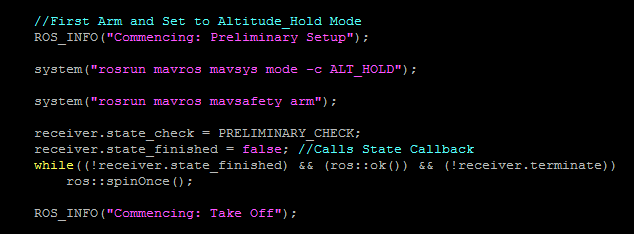 //First Arm and Set to Altitude_Hold Mode
ROS_INFO("Commencing: Preliminary Setup");
system("rosrun mavros mavsys mode -c ALT_HOLD");
system("rosrun mavros mavsafety arm");
receiver.state_check = PRELIMINARY_CHECK;
receiver.state_finished = false; //Calls State Callback
while((!receiver.state_finished) && (ros::ok()) && (!receiver.terminate))
    ros::spinOnce();
ROS_INFO("Commencing: Take Off");